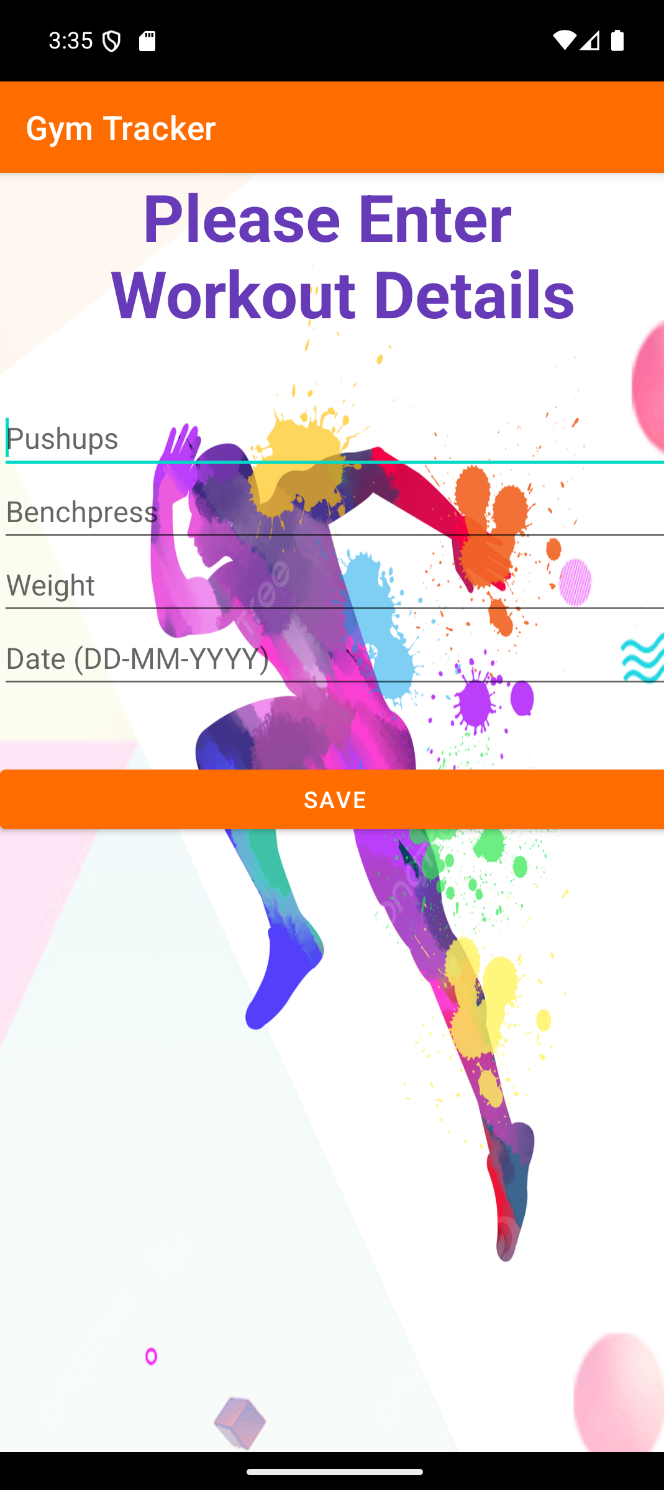 3:35
Gym Tracker
Please Enter
Workout Details
Pushups
Benchpress
Weight
Date (DD-MM-YYYY)
SAVE